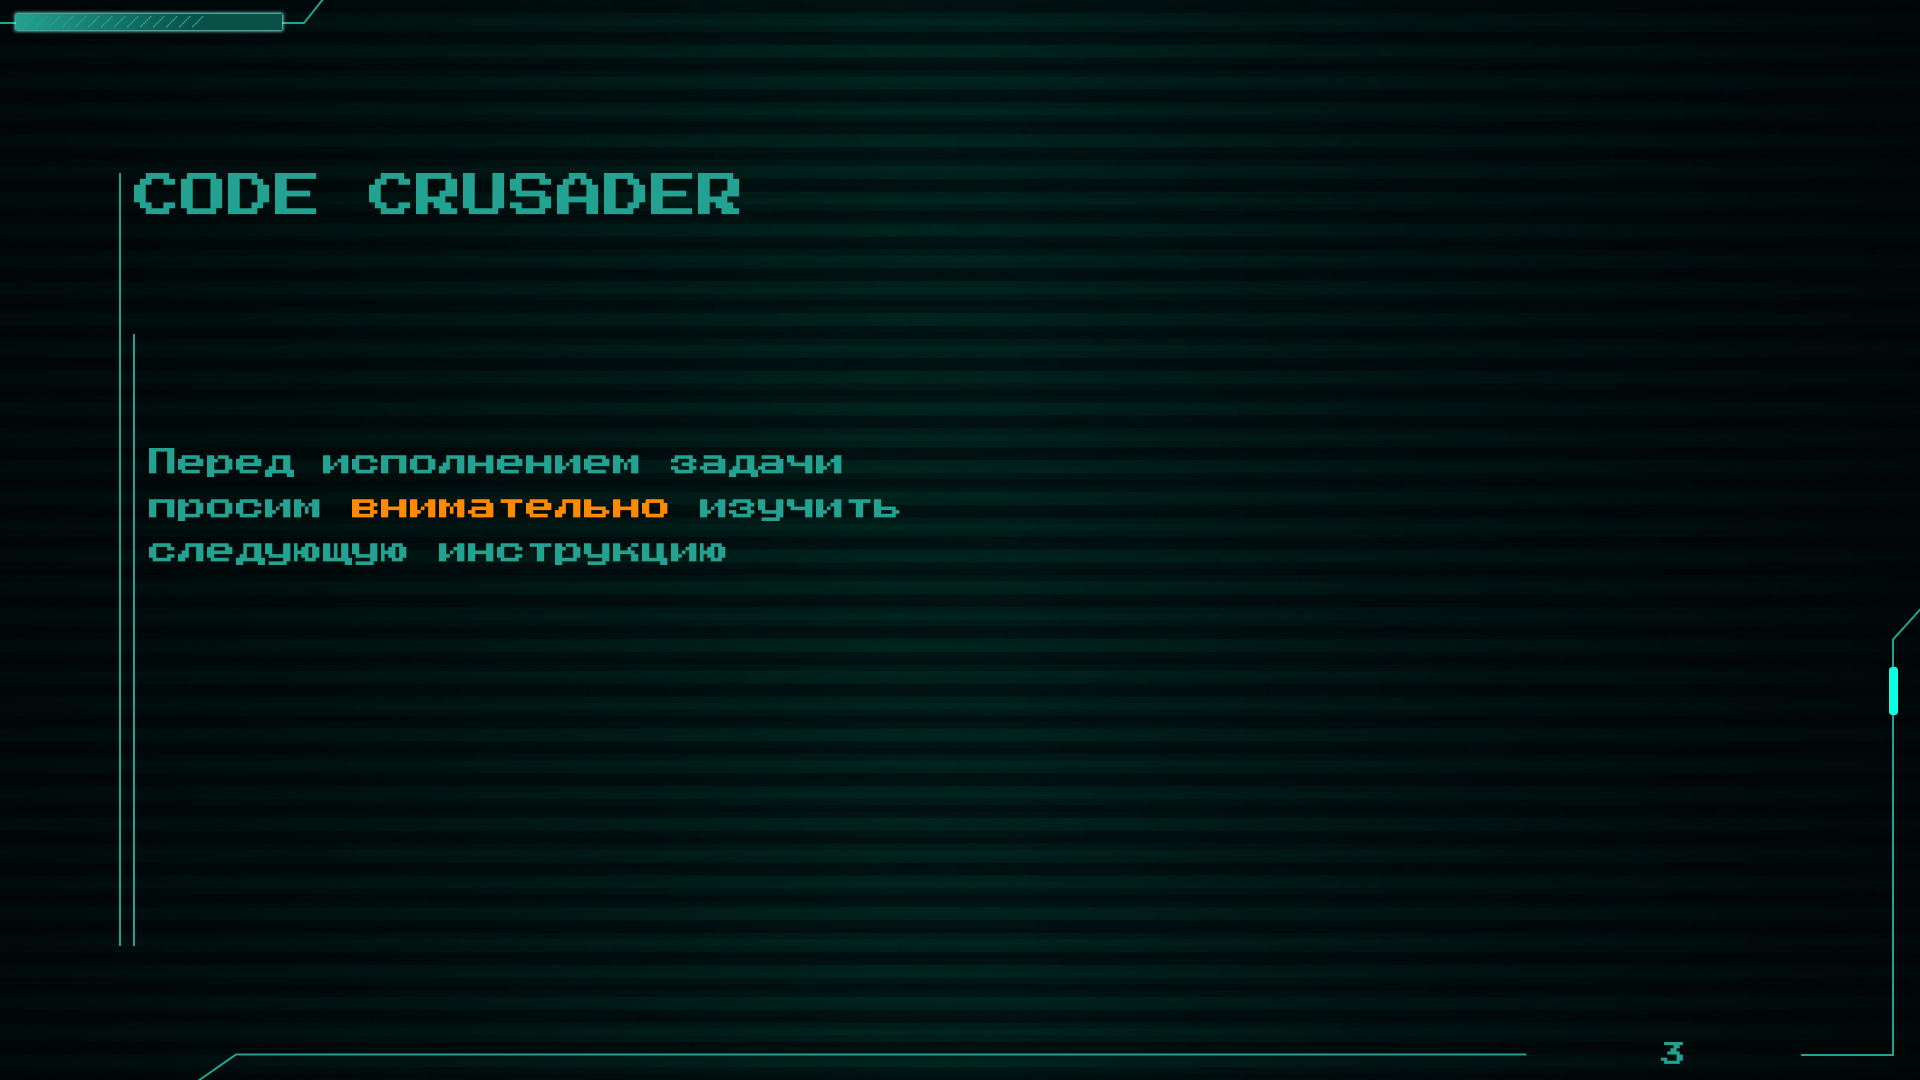 CODE CRUSADER
Перед исполнением задачи
просим внимательно изучить
следующую инструкцию
3